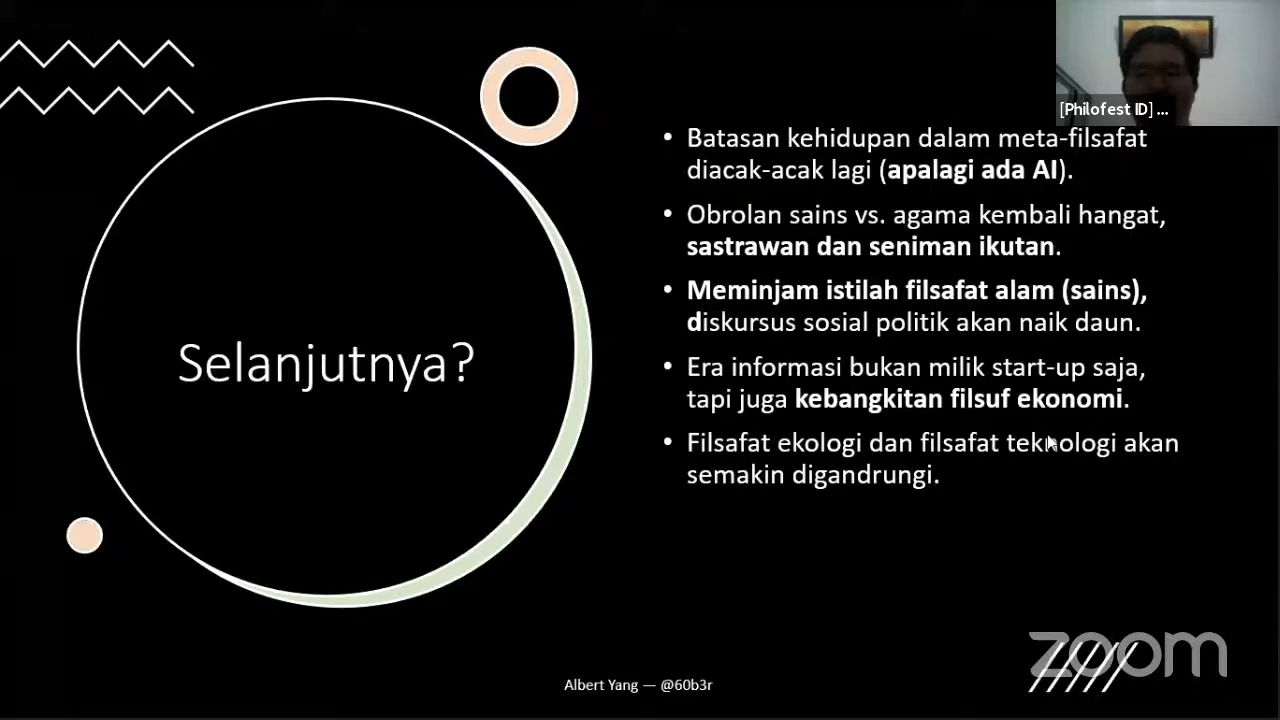 [Philofest ID] ...
Selanjutnya?
• Batasan kehidupan dalam meta-filsafat
diacak-acak lagi (apalagi ada AI).
• Obrolan sains vs. agama kembali hangat,
sastrawan dan seniman ikutan.
• Meminjam istilah filsafat alam (sains),
diskursus sosial politik akan naik daun.
• Era informasi bukan milik start-up saja,
tapi juga kebangkitan filsuf ekonomi.
• Filsafat ekologi dan filsafat teknologi akan
semakin digandrungi.
Albert Yang — @60b3r
zoom